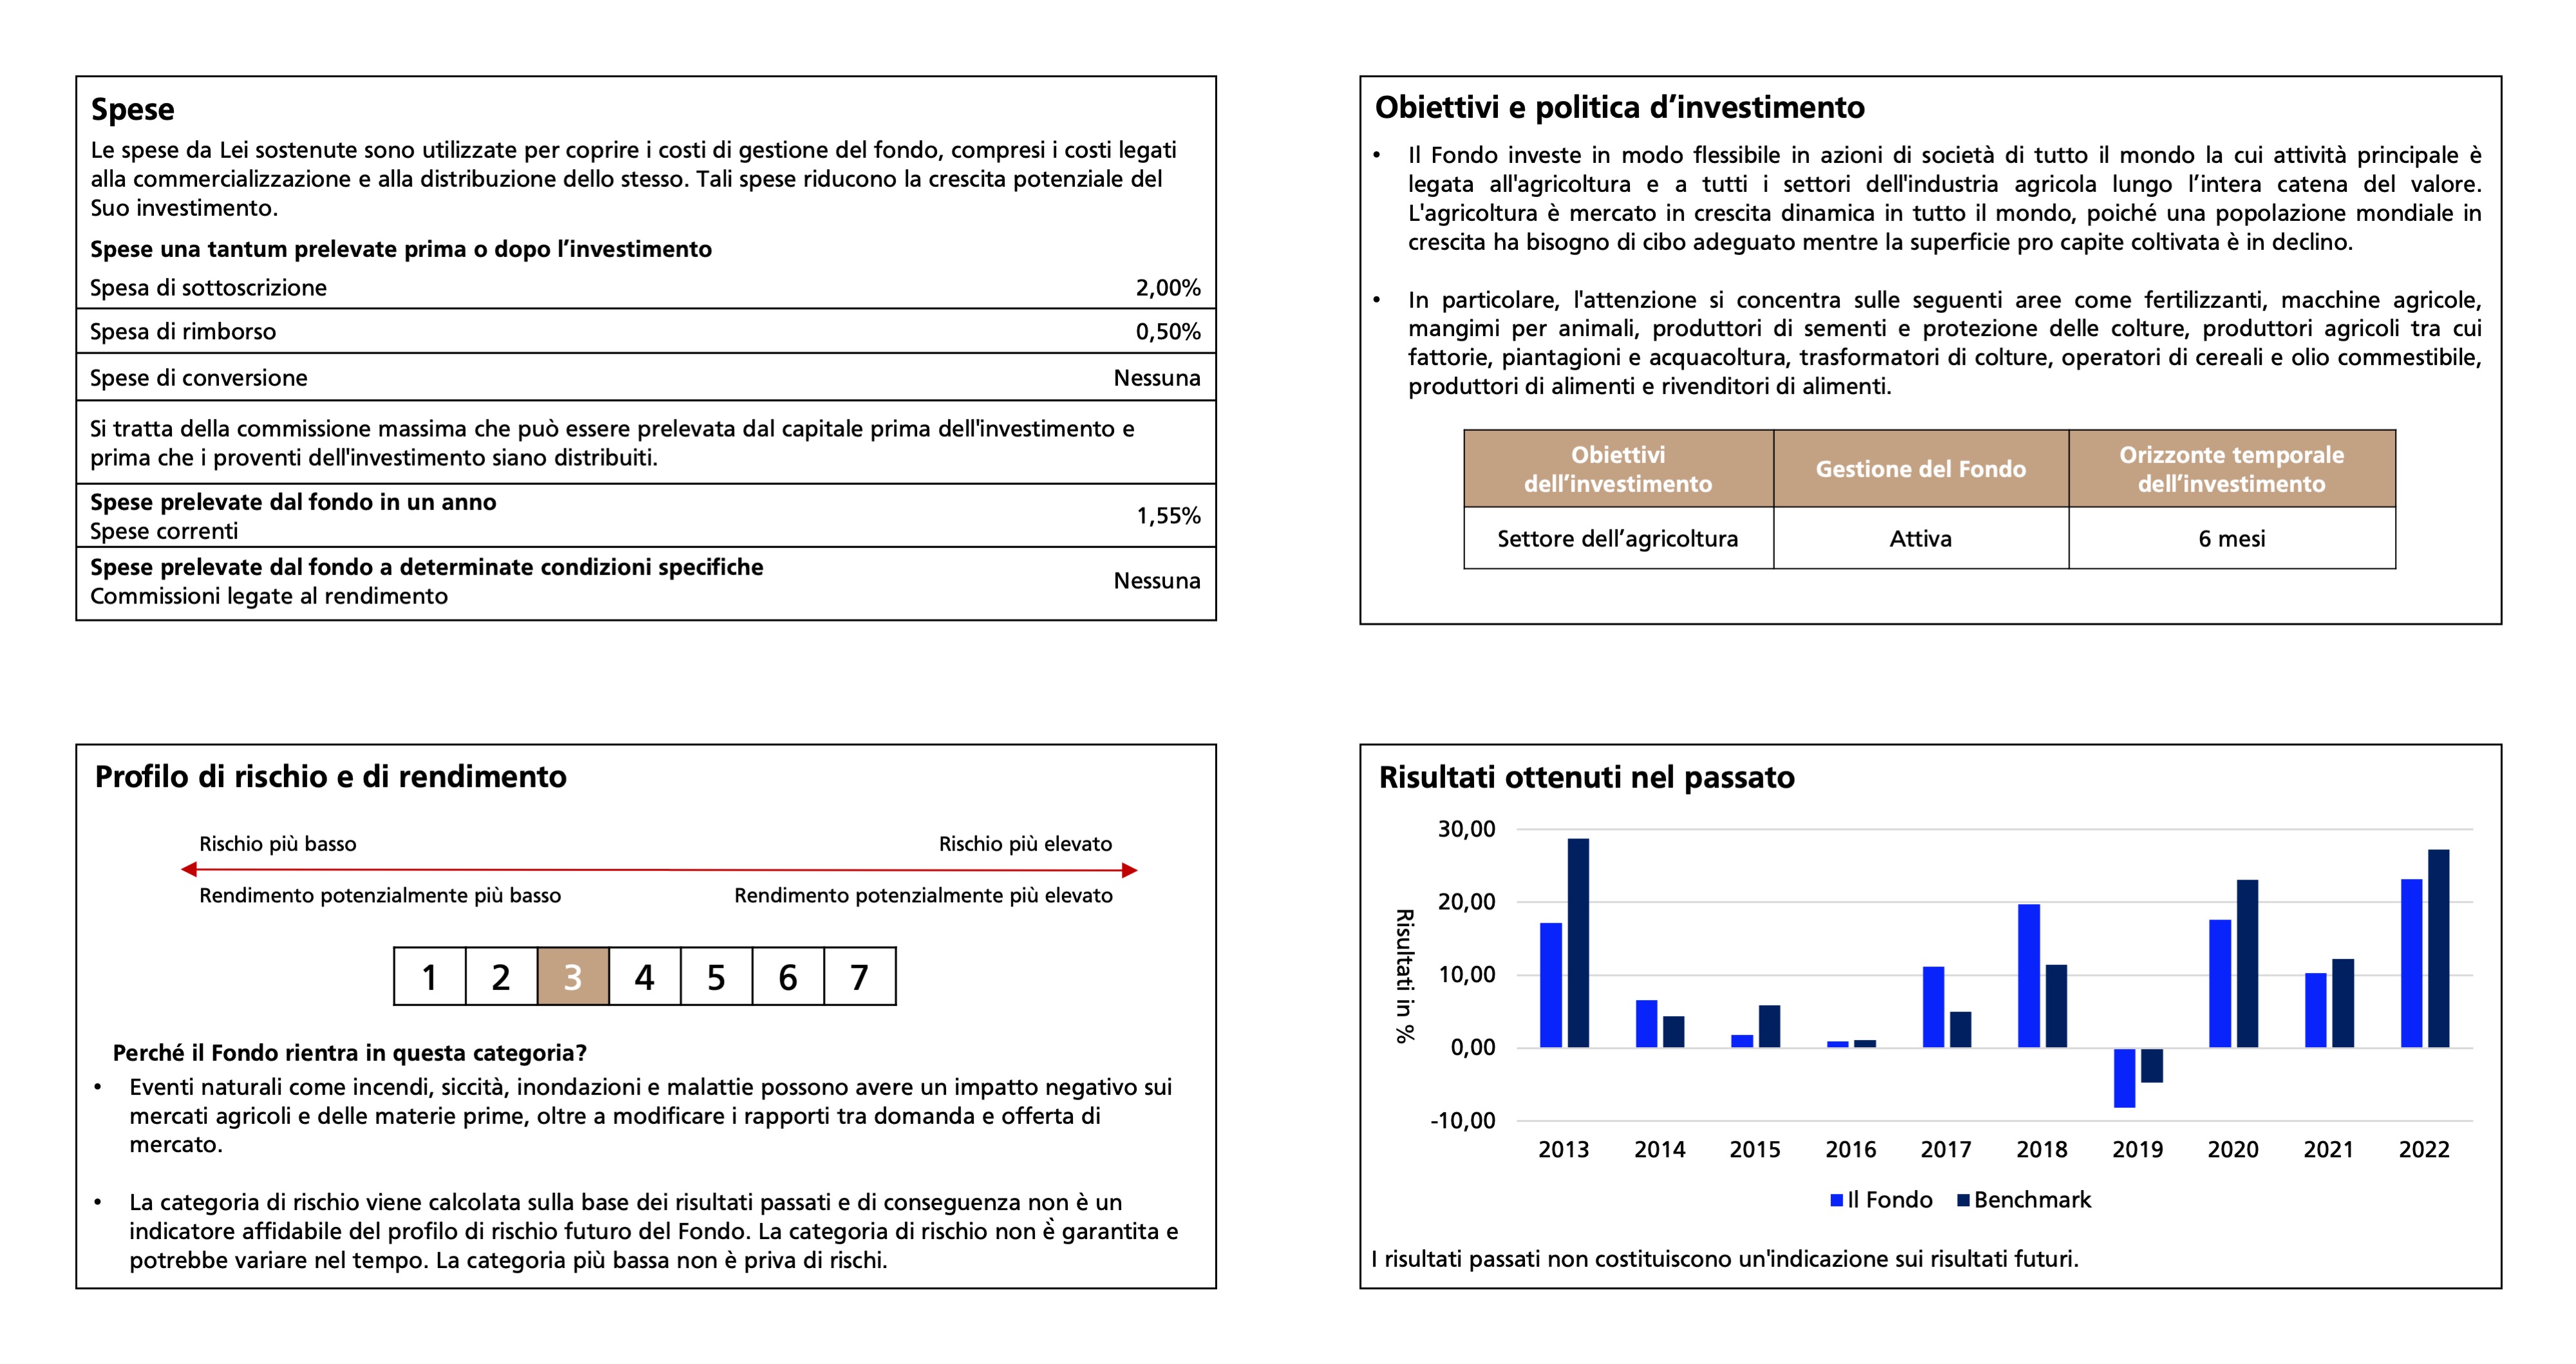 Spese
Le spese da Lei sostenute sono utilizzate per coprire i costi di gestione del fondo, compresi i costi legati
alla commercializzazione e alla distribuzione dello stesso. Tali spese riducono la crescita potenziale del
Suo investimento.
Spese una tantum prelevate prima o dopo l’investimento
Spesa di sottoscrizione 2,00%
Spesa di rimborso 0,50%
Spese di conversione Nessuna
Si tratta della commissione massima che può essere prelevata dal capitale prima dell'investimento e
prima che i proventi dell'investimento siano distribuiti.
Spese prelevate dal fondo in un anno
Spese correnti 1,55%
Spese prelevate dal fondo a determinate condizioni specifiche
Commissioni legate al rendimento Nessuna
Obiettivi e politica d’investimento
• Il Fondo investe in modo flessibile in azioni di società di tutto il mondo la cui attività principale è
legata all'agricoltura e a tutti i settori dell'industria agricola lungo l’intera catena del valore.
L'agricoltura è mercato in crescita dinamica in tutto il mondo, poiché una popolazione mondiale in
crescita ha bisogno di cibo adeguato mentre la superficie pro capite coltivata è in declino.
• In particolare, l'attenzione si concentra sulle seguenti aree come fertilizzanti, macchine agricole,
mangimi per animali, produttori di sementi e protezione delle colture, produttori agricoli tra cui
fattorie, piantagioni e acquacoltura, trasformatori di colture, operatori di cereali e olio commestibile,
produttori di alimenti e rivenditori di alimenti.
Obiettivi
dell’investimento
Gestione del Fondo
Orizzonte temporale
dell’investimento
Settore dell’agricoltura Attiva 6 mesi
Profilo di rischio e di rendimento
Rischio più basso Rischio più elevato
Rendimento potenzialmente più basso Rendimento potenzialmente più elevato
1 2 3 4 5 6 7
Perché il Fondo rientra in questa categoria?
• Eventi naturali come incendi, siccità, inondazioni e malattie possono avere un impatto negativo sui
mercati agricoli e delle materie prime, oltre a modificare i rapporti tra domanda e offerta di
mercato.
• La categoria di rischio viene calcolata sulla base dei risultati passati e di conseguenza non è un
indicatore affidabile del profilo di rischio futuro del Fondo. La categoria di rischio non è̀ garantita e
potrebbe variare nel tempo. La categoria più bassa non è priva di rischi.
Risultati ottenuti nel passato
Risultati in %
30,00
20,00
10,00
0,00
-10,00
2013 2014 2015 2016 2017 2018 2019 2020 2021 2022
Il Fondo Benchmark
I risultati passati non costituiscono un'indicazione sui risultati futuri.